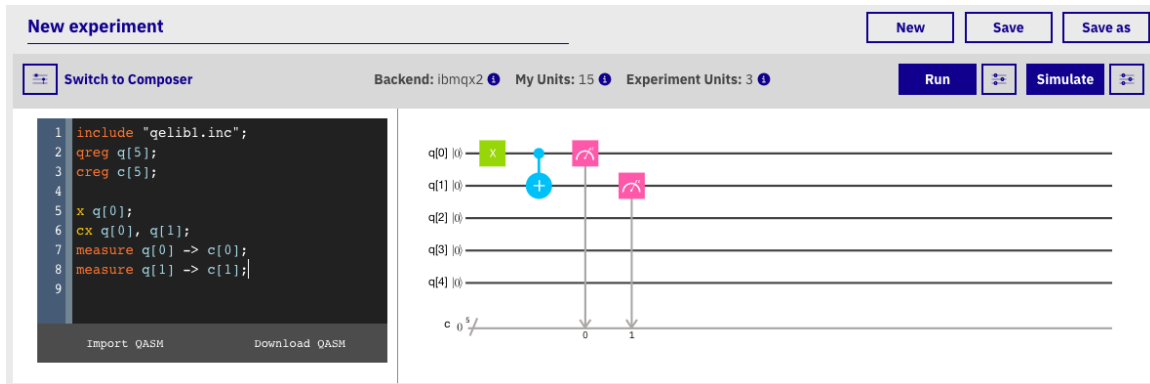 New experiment
New
Save
Save as
Switch to Composer
Backend: ibmqx2
My Units: 15
Experiment Units: 3
Run
Simulate
1 include "qelib1.inc";
2 qreg q[5];
3 creg c[5];
4
5 x q[0];
6 cx q[0], q[1];
7 measure q[0] -> c[0];
8 measure q[1] -> c[1];
9
Import QASM
Download QASM
q[0] |0⟩
X
q[1] |0⟩
+
q[2] |0⟩
q[3] |0⟩
q[4] |0⟩
c 0 5
0
1